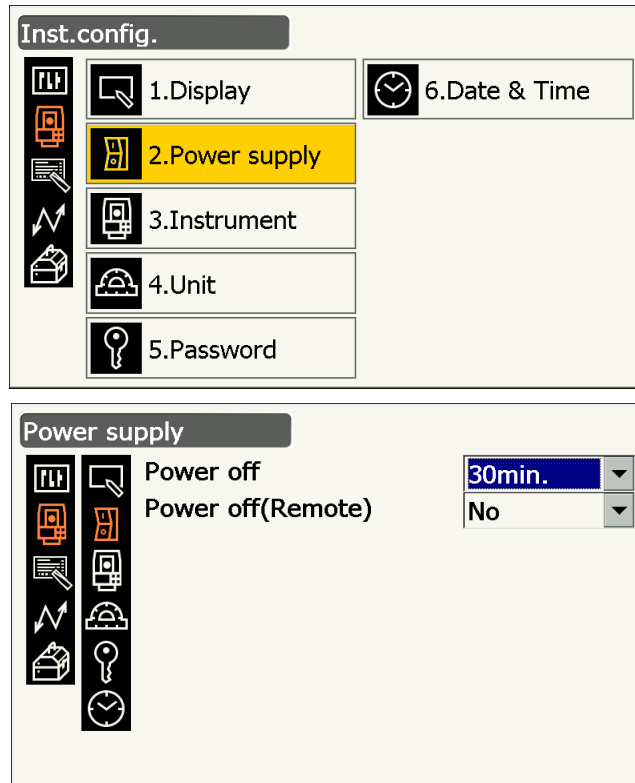 Inst.config.
1.Display
6.Date & Time
2.Power supply
3.Instrument
4.Unit
5.Password
Power supply
Power off 30min.
Power off(Remote) No